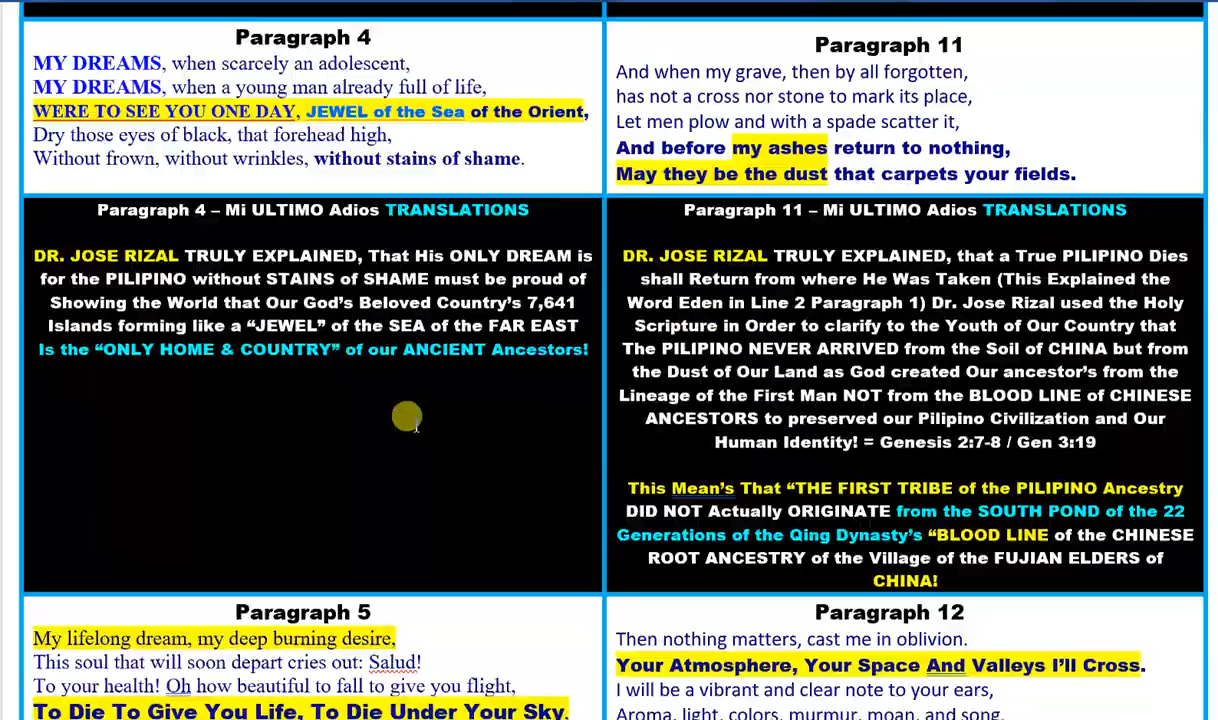 Paragraph 4
MY DREAMS, when scarcely an adolescent,
MY DREAMS, when a young man already full of life,
WERE TO SEE YOU ONE DAY, JEWEL of the Sea of the Orient,
Dry those eyes of black, that forehead high,
Without frown, without wrinkles, without stains of shame.
Paragraph 11
And when my grave, then by all forgotten,
has not a cross nor stone to mark its place,
Let men plow and with a spade scatter it,
And before my ashes return to nothing,
May they be the dust that carpets your fields.
Paragraph 4 – Mi ULTIMO Adios TRANSLATIONS
DR. JOSE RIZAL TRULY EXPLAINED, That His ONLY DREAM is
for the PILIPINO without STAINS of SHAME must be proud of
Showing the World that Our God's Beloved Country's 7,641
Islands forming like a “JEWEL” of the SEA of the FAR EAST
Is the “ONLY HOME & COUNTRY” of our ANCIENT Ancestors!
Paragraph 11 – Mi ULTIMO Adios TRANSLATIONS
DR. JOSE RIZAL TRULY EXPLAINED, that a True PILIPINO Dies
shall Return from where He Was Taken (This Explained the
Word Eden in Line 2 Paragraph 1) Dr. Jose Rizal used the Holy
Scripture in Order to clarify to the Youth of Our Country that
The PILIPINO NEVER ARRIVED from the Soil of CHINA but from
the Dust of Our Land as God created Our ancestor's from the
Lineage of the First Man NOT from the BLOOD LINE of CHINESE
ANCESTORS to preserved our Pilipino Civilization and Our
Human Identity! = Genesis 2:7-8 / Gen 3:19
This Mean's That “THE FIRST TRIBE of the PILIPINO Ancestry
DID NOT Actually ORIGINATE from the SOUTH POND of the 22
Generations of the Qing Dynasty's “BLOOD LINE of the CHINESE
ROOT ANCESTRY of the Village of the FUJIAN ELDERS of
CHINA!
Paragraph 5
My lifelong dream, my deep burning desire,
This soul that will soon depart cries out: Salud!
To your health! Oh how beautiful to fall to give you flight,
To Die To Give You Life, To Die Under Your Sky,
Paragraph 12
Then nothing matters, cast me in oblivion.
Your Atmosphere, Your Space And Valleys I'll Cross.
I will be a vibrant and clear note to your ears,
Aroma, light, colors, murmur, moan, and song,